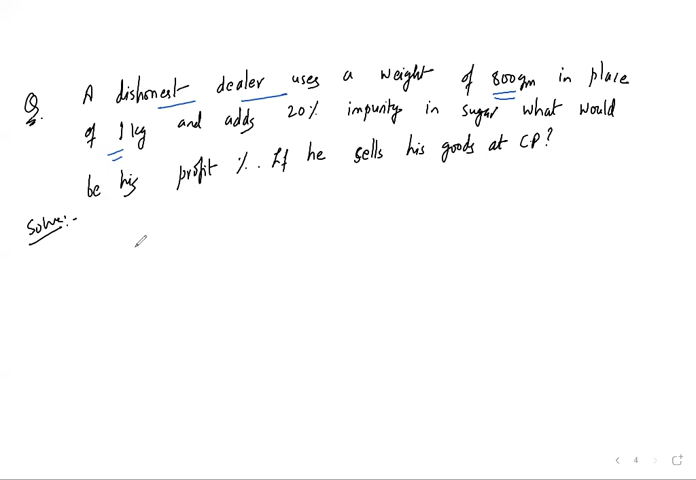 Q. A dishonest dealer uses a weight of 800gm in place
of 1kg and adds 20% impurity in sugar what would
be his profit %. If he sells his goods at CP?
Solve:-
4